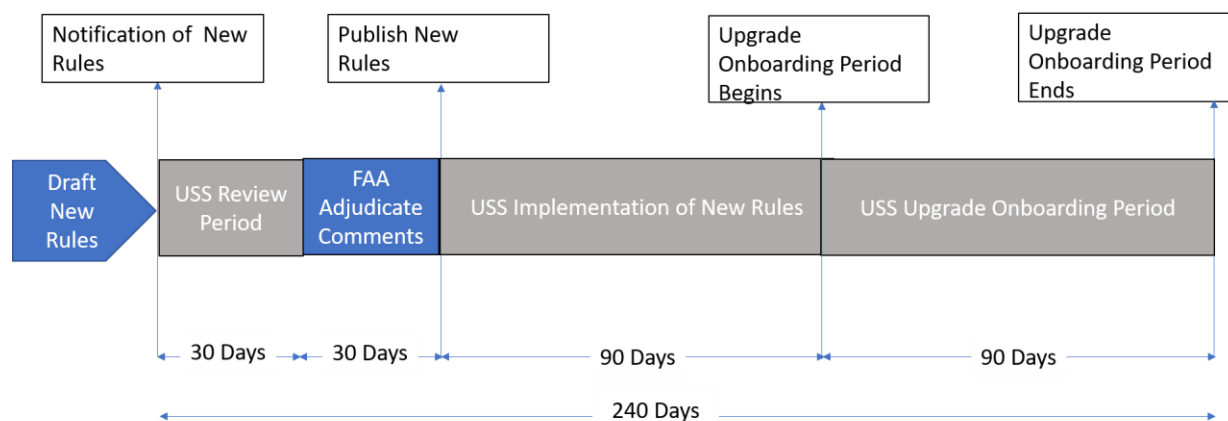 Notification of New
Rules
Publish New
Rules
Upgrade
Onboarding Period
Begins
Upgrade
Onboarding Period
Ends
Draft
New
Rules
USS Review
Period
FAA
Adjudicate
Comments
USS Implementation of New Rules
USS Upgrade Onboarding Period
30 Days
30 Days
90 Days
90 Days
240 Days